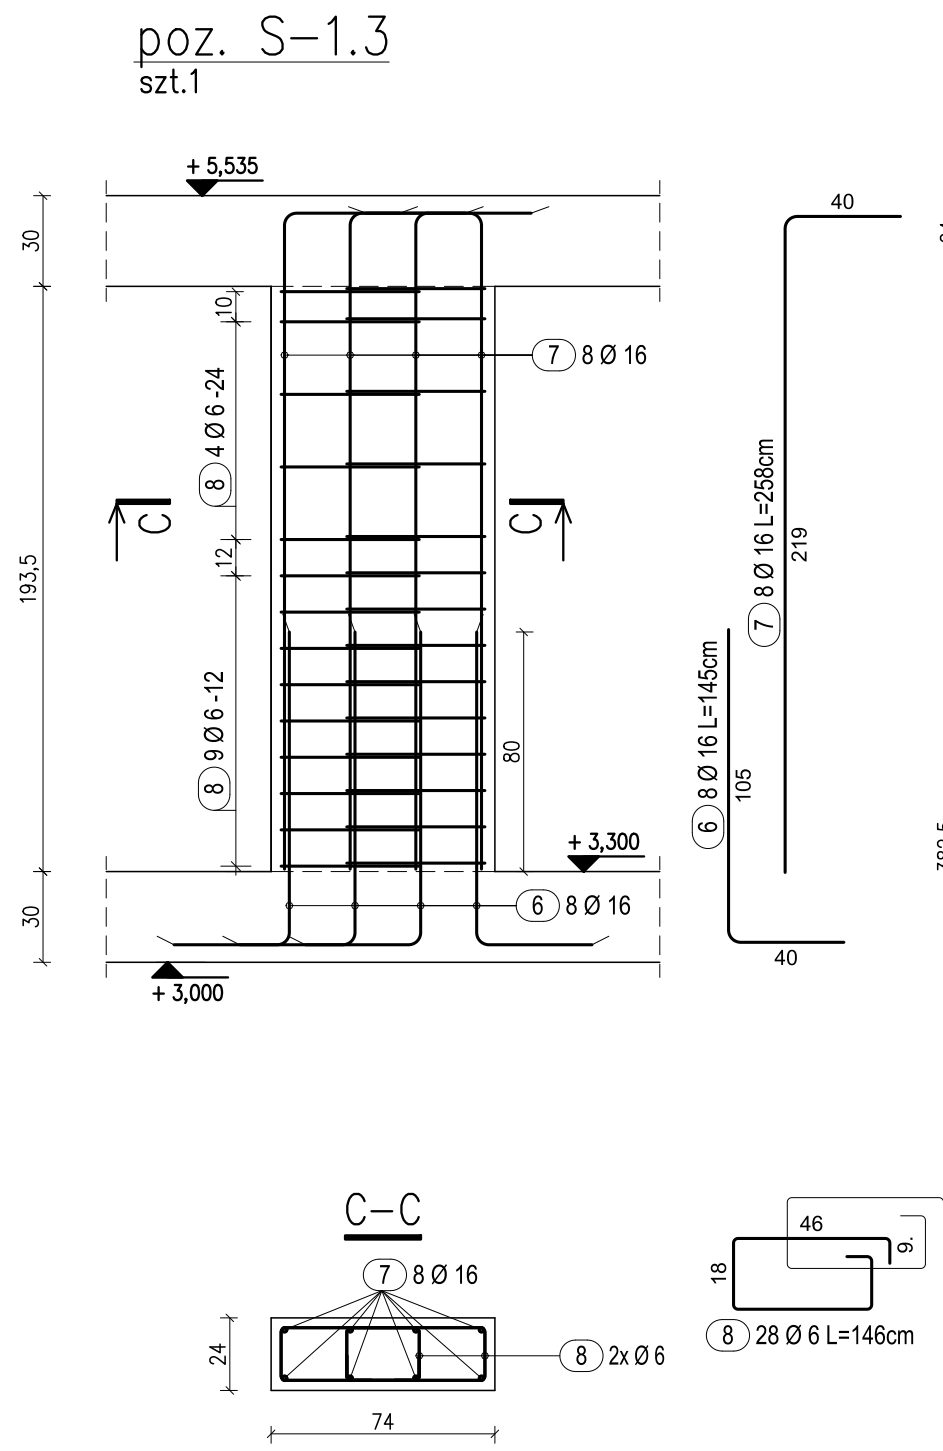 poz. S-1.3
szt.1
+ 5,535
40
30
10
7 8 Ø 16
8 4 Ø 6 -24
C C
7 8 Ø 16 L=258cm
219
12
193,5
8 9 Ø 6 -12
80
6 8 Ø 16 L=145cm
105
+ 3,300
30
6 8 Ø 16
40
+ 3,000
C-C
7 8 Ø 16
46
9.
18
24
8 2x Ø 6
8 28 Ø 6 L=146cm
74